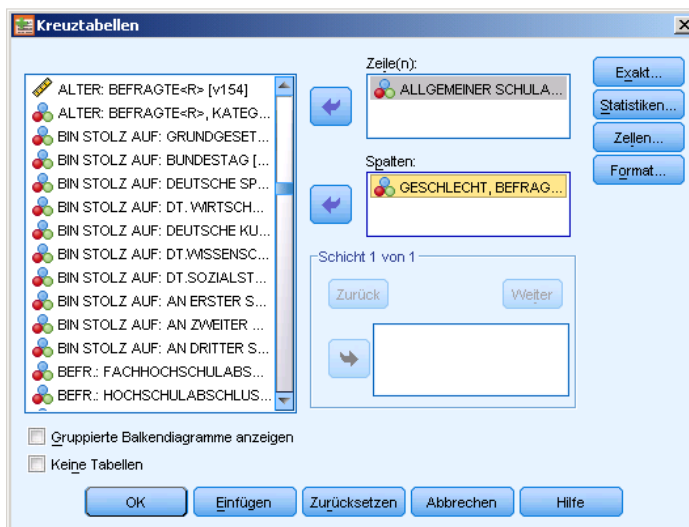 Kreuztabellen
ALTER: BEFRAGTE<R> [v154]
ALTER: BEFRAGTE<R>, KATEG...
BIN STOLZ AUF: GRUNDGESET...
BIN STOLZ AUF: BUNDESTAG [...
BIN STOLZ AUF: DEUTSCHE SP...
BIN STOLZ AUF: DT. WIRTSCH...
BIN STOLZ AUF: DEUTSCHE KU...
BIN STOLZ AUF: DT.WISSENSC...
BIN STOLZ AUF: DT.SOZIALST...
BIN STOLZ AUF: AN ERSTER S...
BIN STOLZ AUF: AN ZWEITER ...
BIN STOLZ AUF: AN DRITTER S...
BEFR.: FACHHOCHSCHULABS...
BEFR.: HOCHSCHULABSCHLUS...
Zeile(n):
ALLGEMEINER SCHULA...
Spalten:
GESCHLECHT, BEFRAG...
Schicht 1 von 1
Zurück
Weiter
Exakt...
Statistiken...
Zellen...
Format...
Gruppierte Balkendiagramme anzeigen
Keine Tabellen
OK
Einfügen
Zurücksetzen
Abbrechen
Hilfe